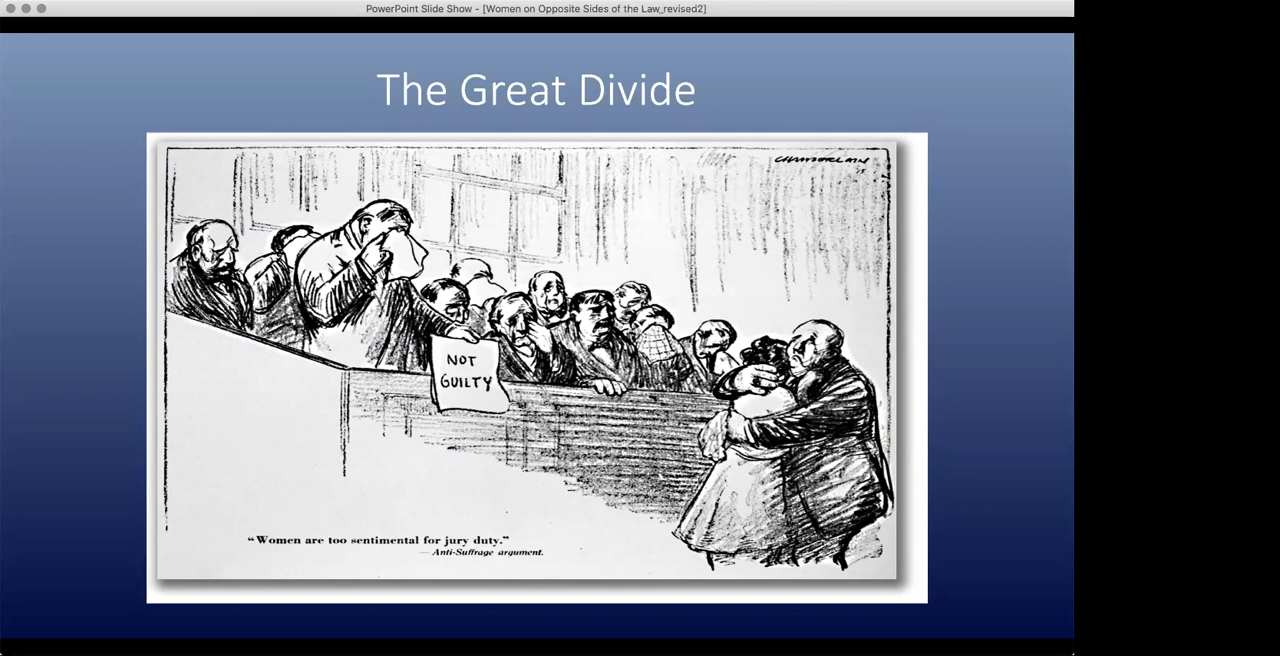 PowerPoint Slide Show - [Women on Opposite Sides of the Law_revised2]
The Great Divide
CHAMBERLAIN
NOT
GUILTY
"Women are too sentimental for jury duty."
— Anti-Suffrage argument.